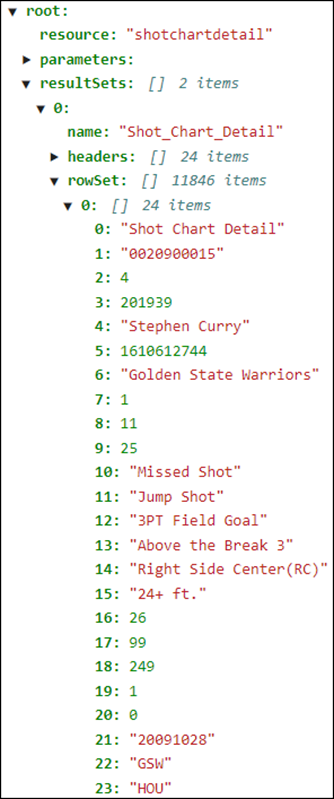 ▼ root:
resource: "shotchartdetail"
▶ parameters:
▼ resultSets: [] 2 items
▼ 0:
name: "Shot_Chart_Detail"
▶ headers: [] 24 items
▼ rowSet: [] 11846 items
▼ 0: [] 24 items
0: "Shot Chart Detail"
1: "0020900015"
2: 4
3: 201939
4: "Stephen Curry"
5: 1610612744
6: "Golden State Warriors"
7: 1
8: 11
9: 25
10: "Missed Shot"
11: "Jump Shot"
12: "3PT Field Goal"
13: "Above the Break 3"
14: "Right Side Center(RC)"
15: "24+ ft."
16: 26
17: 99
18: 249
19: 1
20: 0
21: "20091028"
22: "GSW"
23: "HOU"